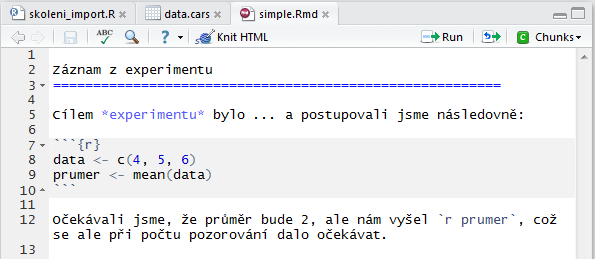 skoleni_import.R data.cars simple.Rmd
ABC ? Knit HTML Run C Chunks
1
2 Záznam z experimentu
3 ========================================================
4
5 Cílem *experimentu* bylo ... a postupovali jsme následovně:
6
7 ```{r}
8 data <- c(4, 5, 6)
9 prumer <- mean(data)
10 ```
11
12 Očekávali jsme, že průměr bude 2, ale nám vyšel `r prumer`, což
se ale při počtu pozorování dalo očekávat.
13